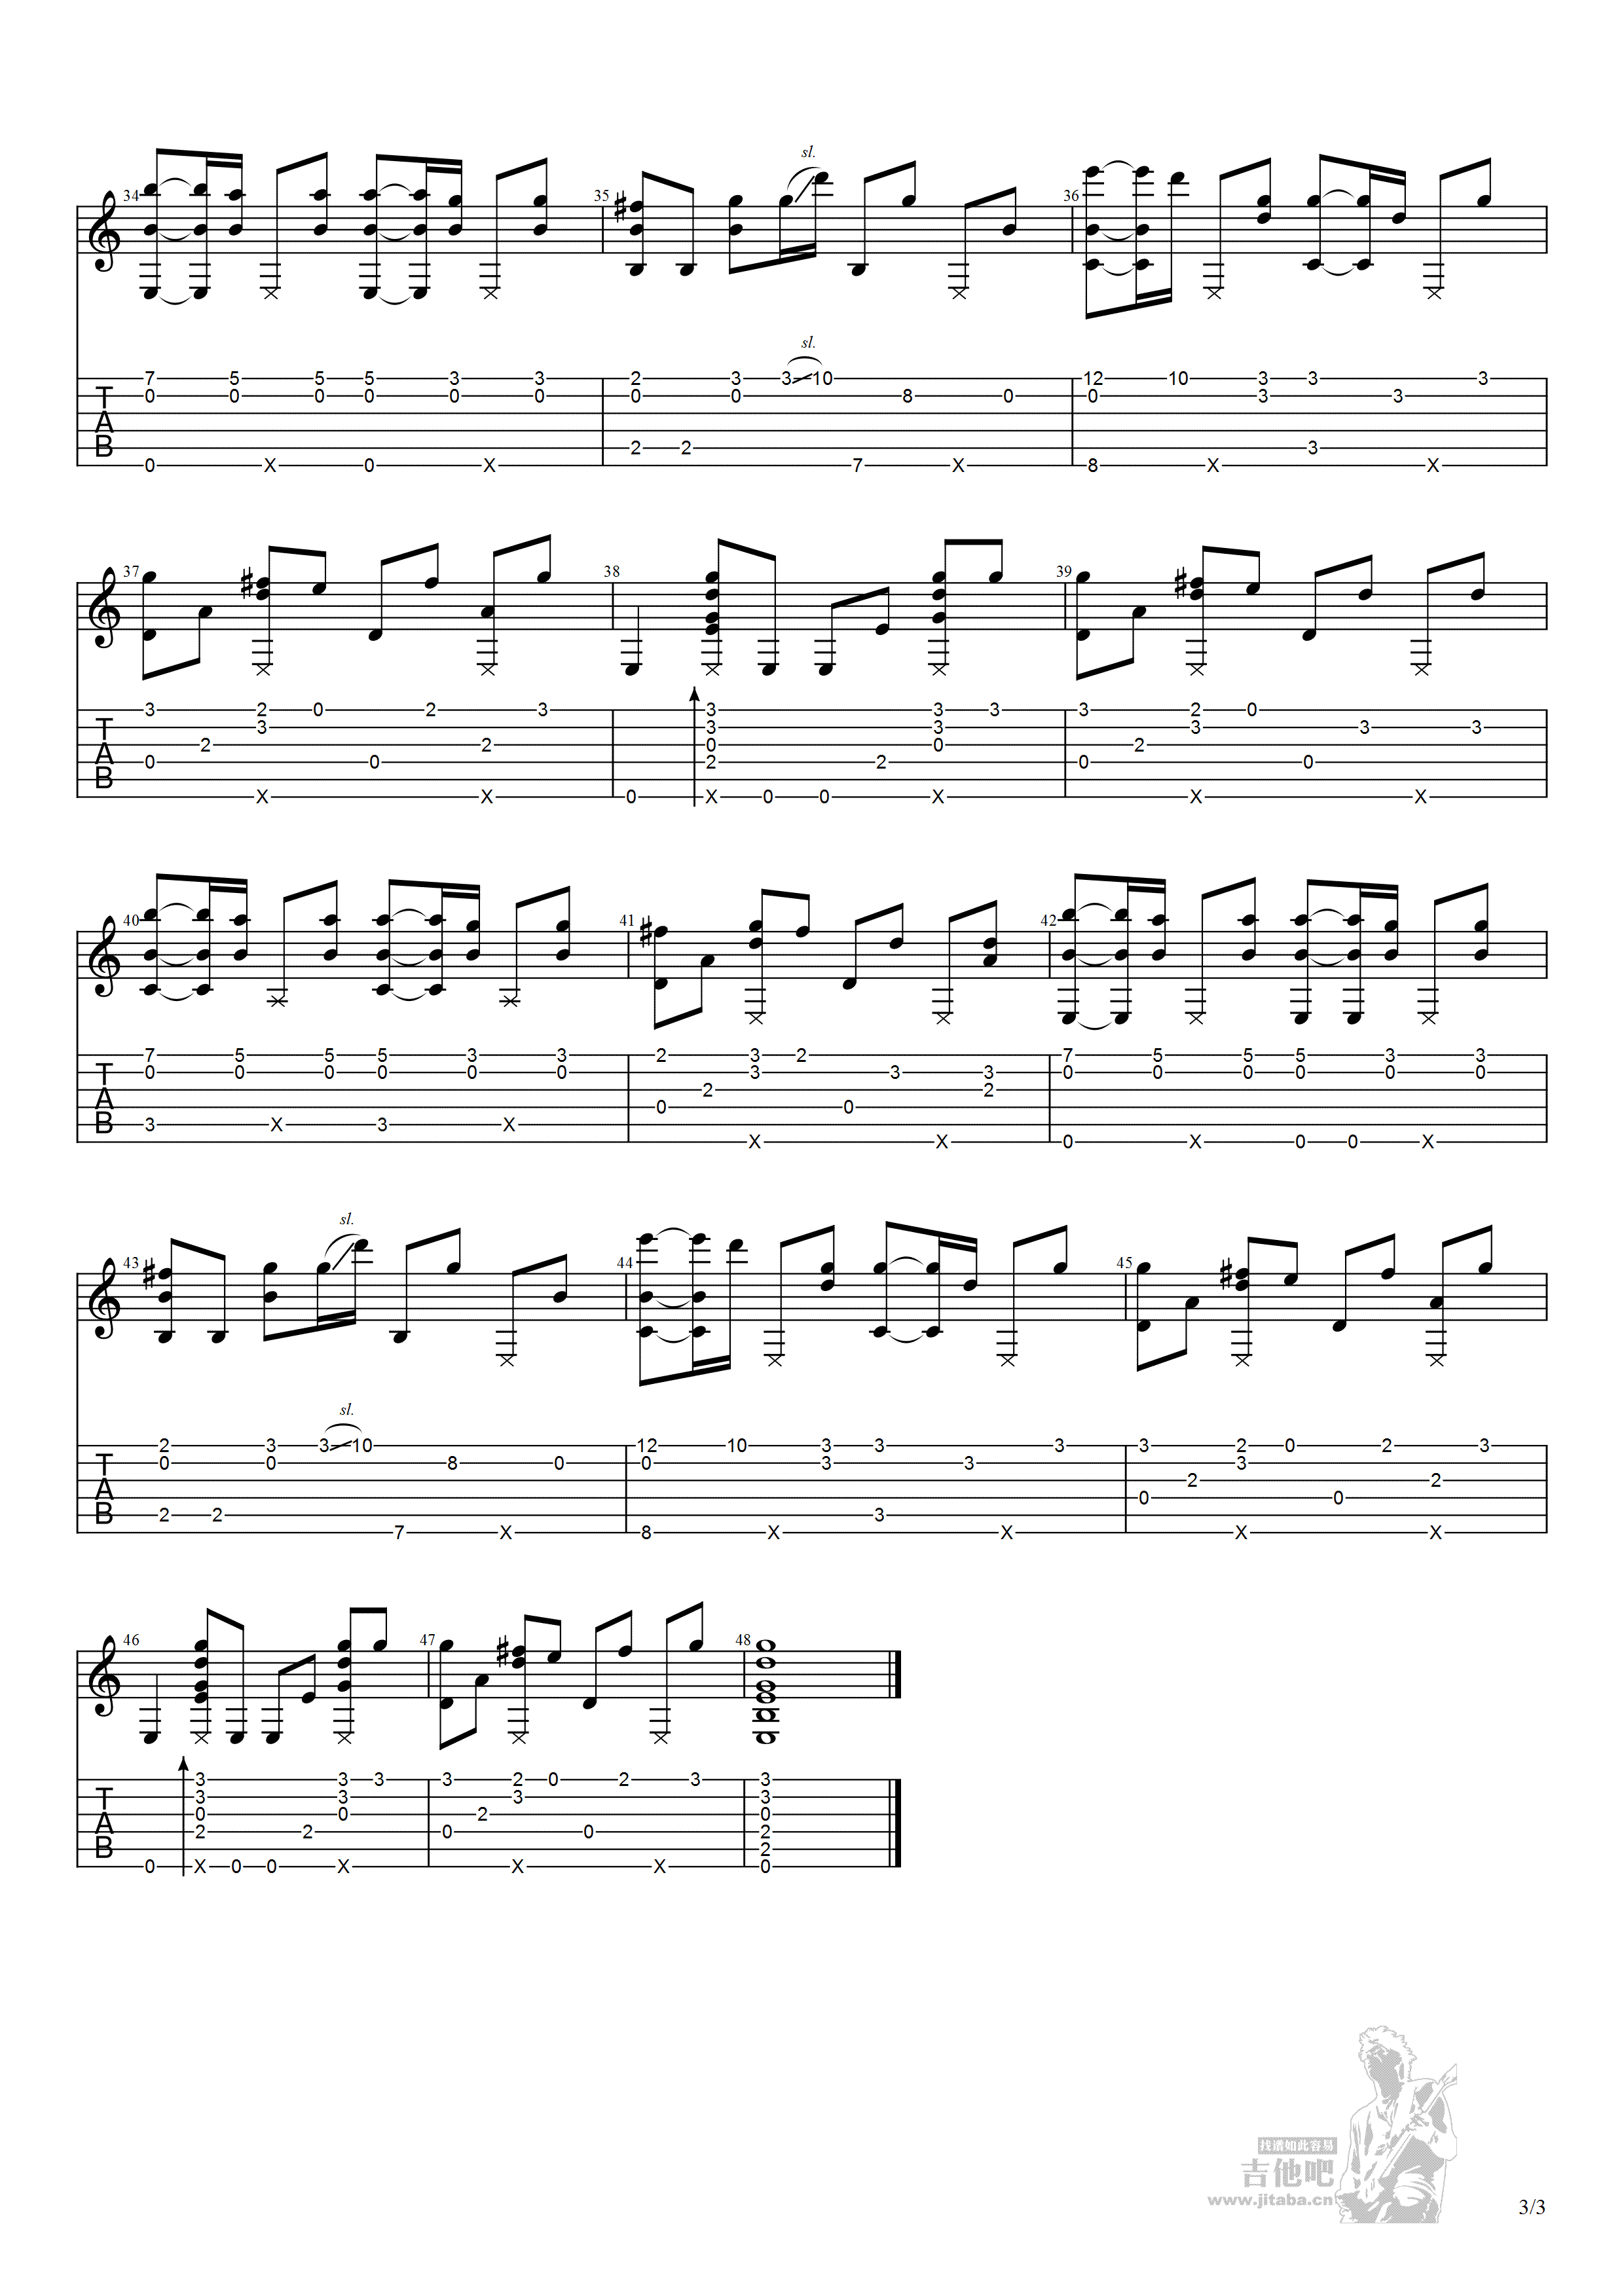 sl.
34 35 36
sl.
7 5 5 5 3 3 2 3 3 10 12 10 3 3 3
T 0 0 0 0 0 0 0 0 8 0 0 3 3
A
B 2 2 3
0 X 0 X 7 X 8 X X
37 38 39
3 2 0 2 3 3 3 3 3 2 0
T 3 3 3 3 3 3
2 2 0 0 2
A 0 0 2 2 0 0
B
X X 0 X 0 0 X X X
40 41 42
7 5 5 5 3 3 2 3 2 7 5 5 5 3 3
T 0 0 0 0 0 0 3 3 3 0 0 0 0 0 0
2 2
A 0 0
B 3 X 3 X
X X 0 X 0 0 X
sl.
43 44 45
sl.
2 3 3 10 12 10 3 3 3 3 2 0 2 3
T 0 0 8 0 0 3 3 3
2 2
A 0 0
B 2 2 3
7 X 8 X X X X
46 47 48
3 3 3 3 2 0 2 3 3
T 3 3 3 3
0 0 2 0
A 2 2 0 0 2
B 2
0 X 0 0 X X X 0
找谱如此容易
吉他吧
www.jitaba.cn
3/3